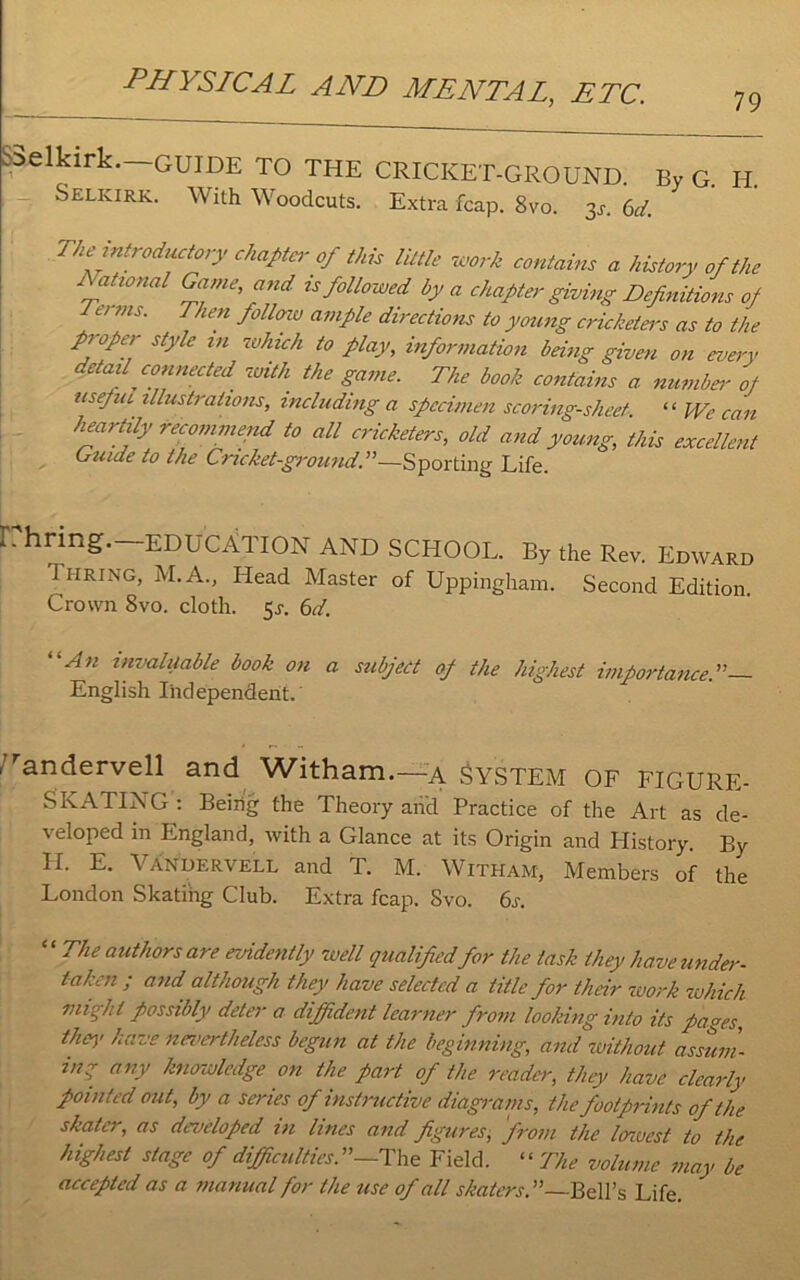 PHYSICAL AND MENTAL, ETC.
79
Selkirk.—GUIDE TO THE CRICKET-GROUND. By G. H.
SELKIRK. With Woodcuts. Extra fcap. 8vo. 3s. 6d.
The introductory chapter of this little work contains a history of the
National Game, and is followed by a chapter giving Definitions of
Terms. Then follow ample directions to young cricketers as to the
proper style in which to play, information being given on every
detail connected with the game. The book contains a number of
useful illustrations, including a specimen scoring-sheet. “We can
heartily recommend to all cricketers, old and young, this excellent
Guide to the Cricket-ground.”—Sporting Life.
Thring.—EDUCATION AND SCHOOL. By the Rev. EDWARD
THRING, M.A., Head Master of Uppingham. Second Edition.
Crown 8vo. cloth. 5s. 6d.
“An invaluable book on a subject of the highest importance.”—
English Independent.
andervell and Witham.—A SYSTEM OF FIGURE-
SKATING: Being the Theory and Practice of the Art as de-
veloped in England, with a Glance at its Origin and History. By
H. E. VANDERVELL and T. M. WITHAM, Members of the
London Skating Club. Extra fcap. 8vo. 6s.
“The authors are evidently well qualified for the task they have under-
taken; and although they have selected a title for their work which
might possibly deter a diffident learner from looking into its pages,
they have nevertheless begun at the beginning, and without assum-
ing any knowledge on the part of the reader, they have clearly
pointed out, by a series of instructive diagrams, the footprints of the
skater, as developed in lines and figures, from the lowest to the
highest stage of difficulties.”—The Field. “The volume may be
accepted as a manual for the use of all skaters.”—Bell’s Life.